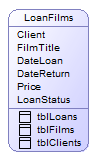 LoanFilms
Client
FilmTitle
DateLoan
DateReturn
Price
LoanStatus
tblLoans
tblFilms
tblClients